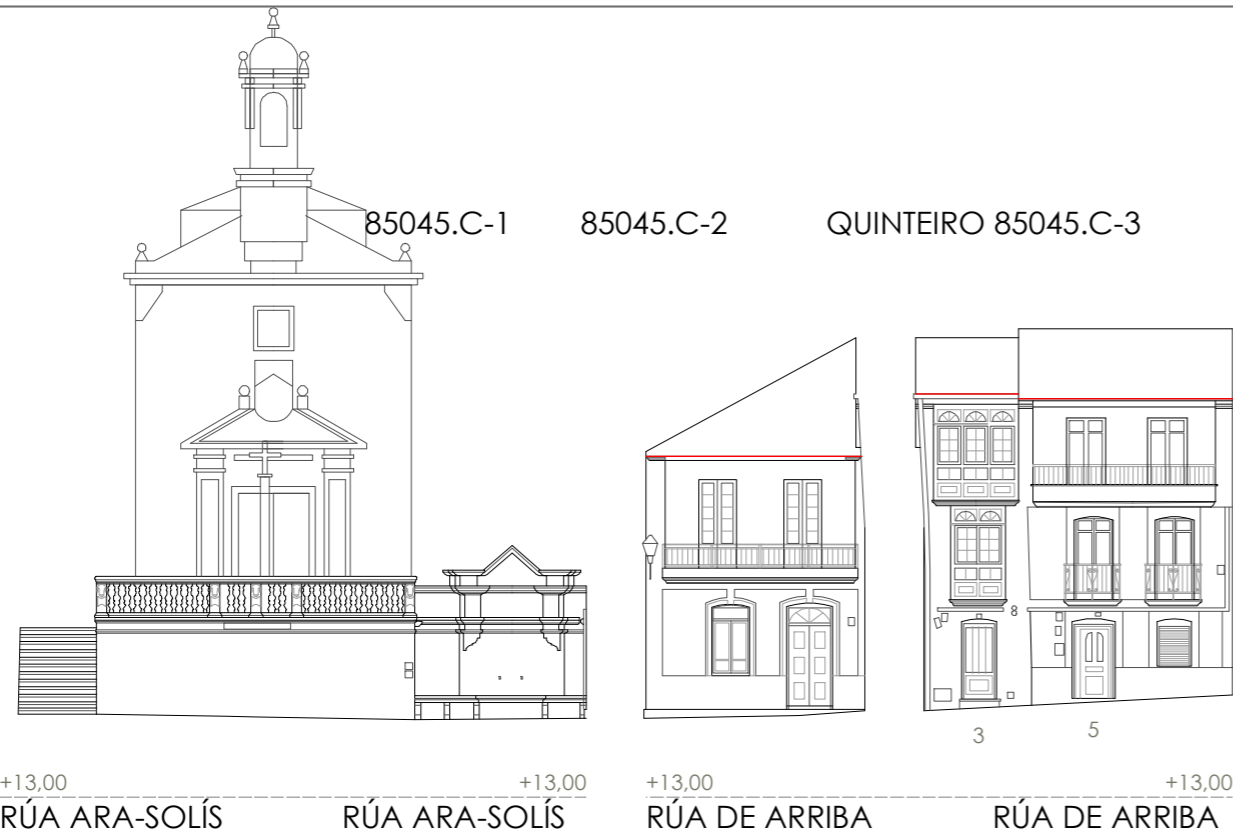 85045.C-1 85045.C-2 QUINTEIRO 85045.C-3
8
3 5
+13,00 +13,00 +13,00 +13,00
RÚA ARA-SOLÍS RÚA ARA-SOLÍS RÚA DE ARRIBA RÚA DE ARRIBA